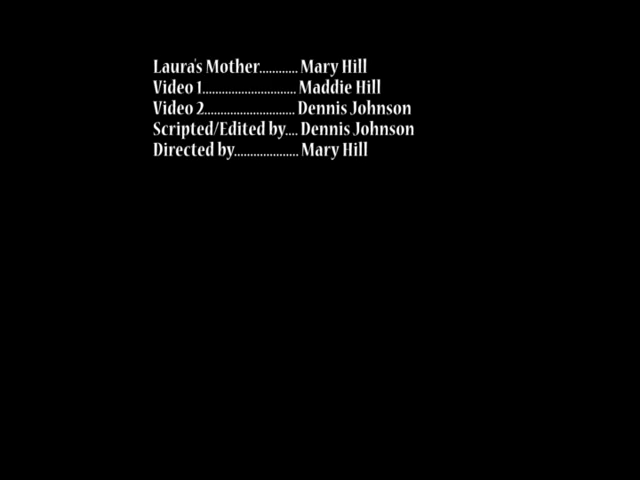 Laura's Mother............ Mary Hill
Video 1............................. Maddie Hill
Video 2............................ Dennis Johnson
Scripted/Edited by.... Dennis Johnson
Directed by.................... Mary Hill